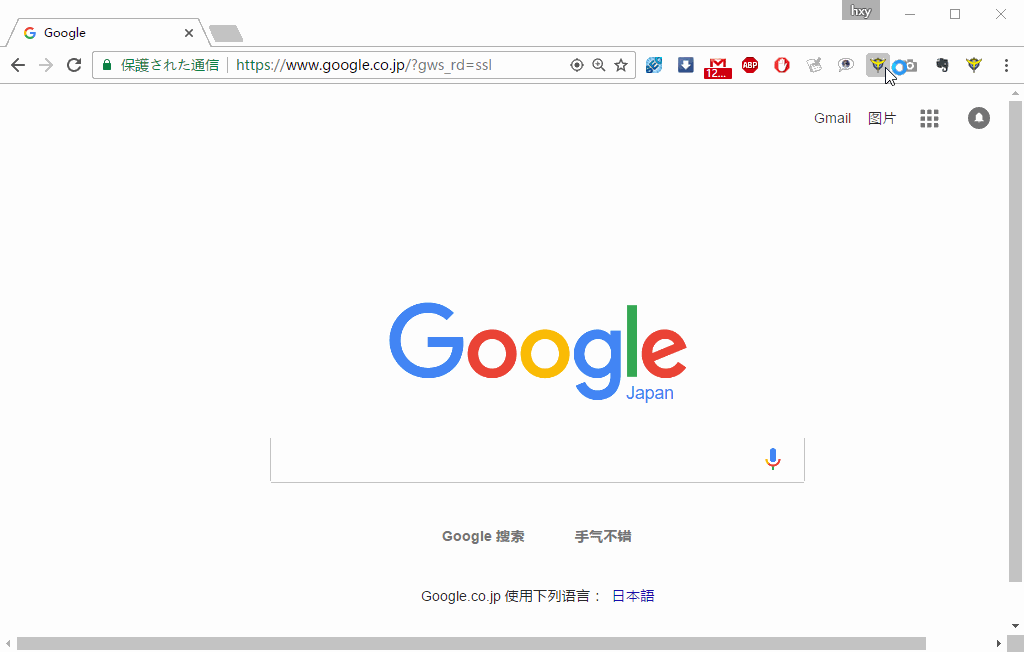 hxy
Google
保護された通信 https://www.google.co.jp/?gws_rd=ssl
12...
ABP
Gmail 图片
Google
Japan
Google 搜索 手气不错
Google.co.jp 使用下列语言： 日本語